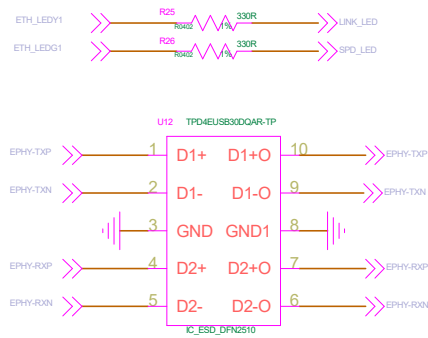 ETH_LEDY1 R25 R0402 1% 330R LINK_LED
ETH_LEDG1 R26 R0402 1% 330R SPD_LED
U12 TPD4EUSB30DQAR-TP
EPHY-TXP 1 D1+ D1+O 10 EPHY-TXP
EPHY-TXN 2 D1- D1-O 9 EPHY-TXN
3 GND GND1 8
EPHY-RXP 4 D2+ D2+O 7 EPHY-RXP
EPHY-RXN 5 D2- D2-O 6 EPHY-RXN
IC_ESD_DFN2510